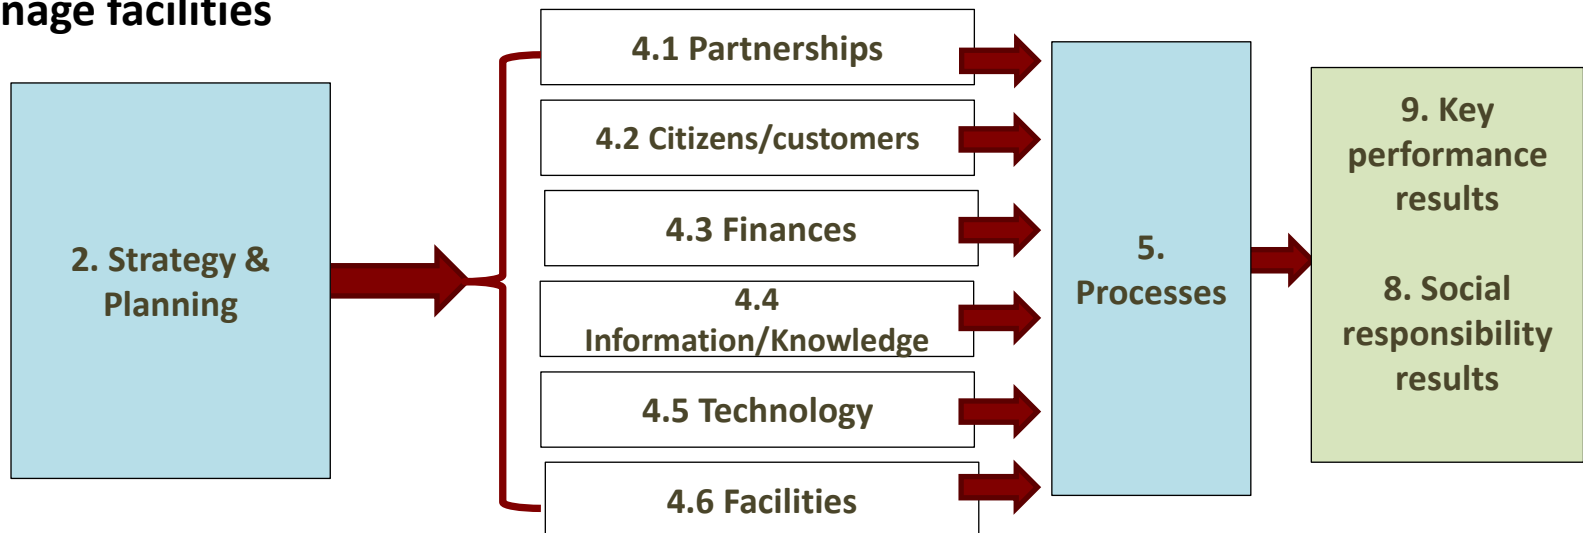 nage facilities
2. Strategy &
Planning
4.1 Partnerships
4.2 Citizens/customers
4.3 Finances
4.4
Information/Knowledge
4.5 Technology
4.6 Facilities
5.
Processes
9. Key
performance
results
8. Social
responsibility
results